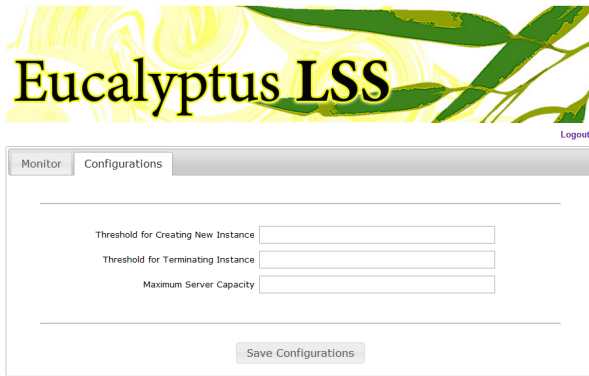 Eucalyptus LSS
Logout
Monitor Configurations
Threshold for Creating New Instance
Threshold for Terminating Instance
Maximum Server Capacity
Save Configurations